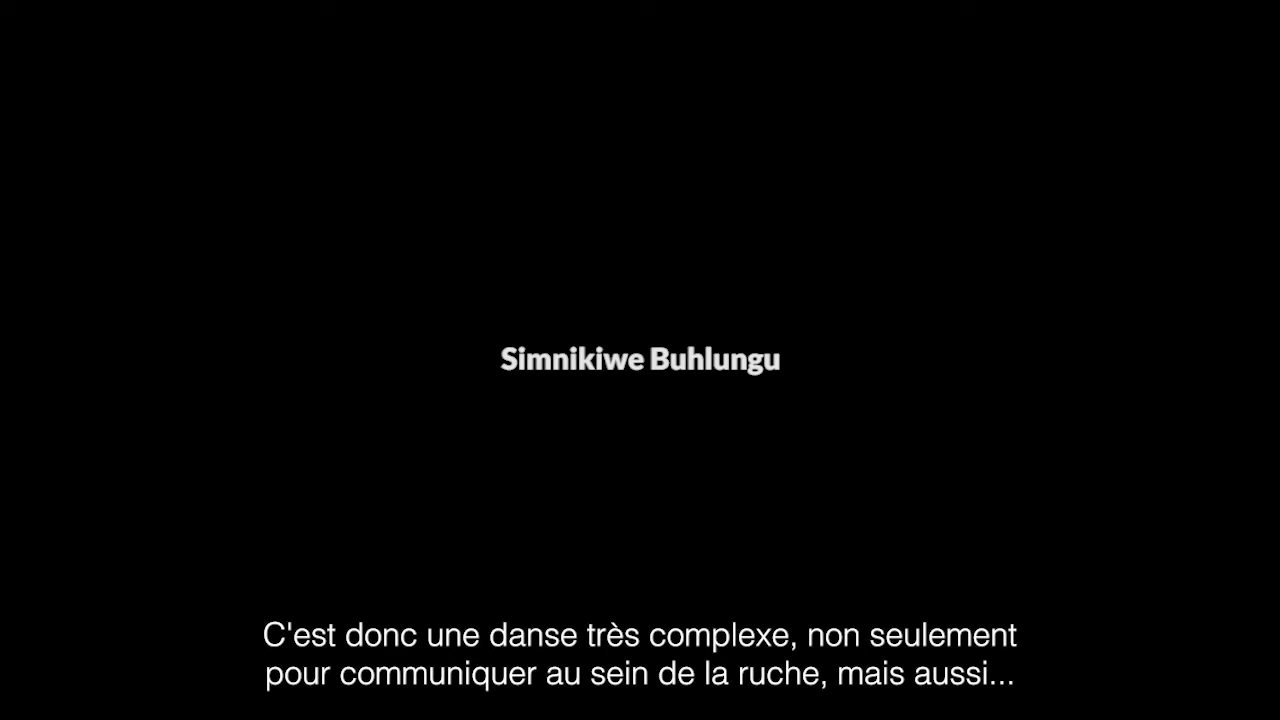 Simnikiwe Buhlungu
C'est donc une danse très complexe, non seulement
pour communiquer au sein de la ruche, mais aussi...